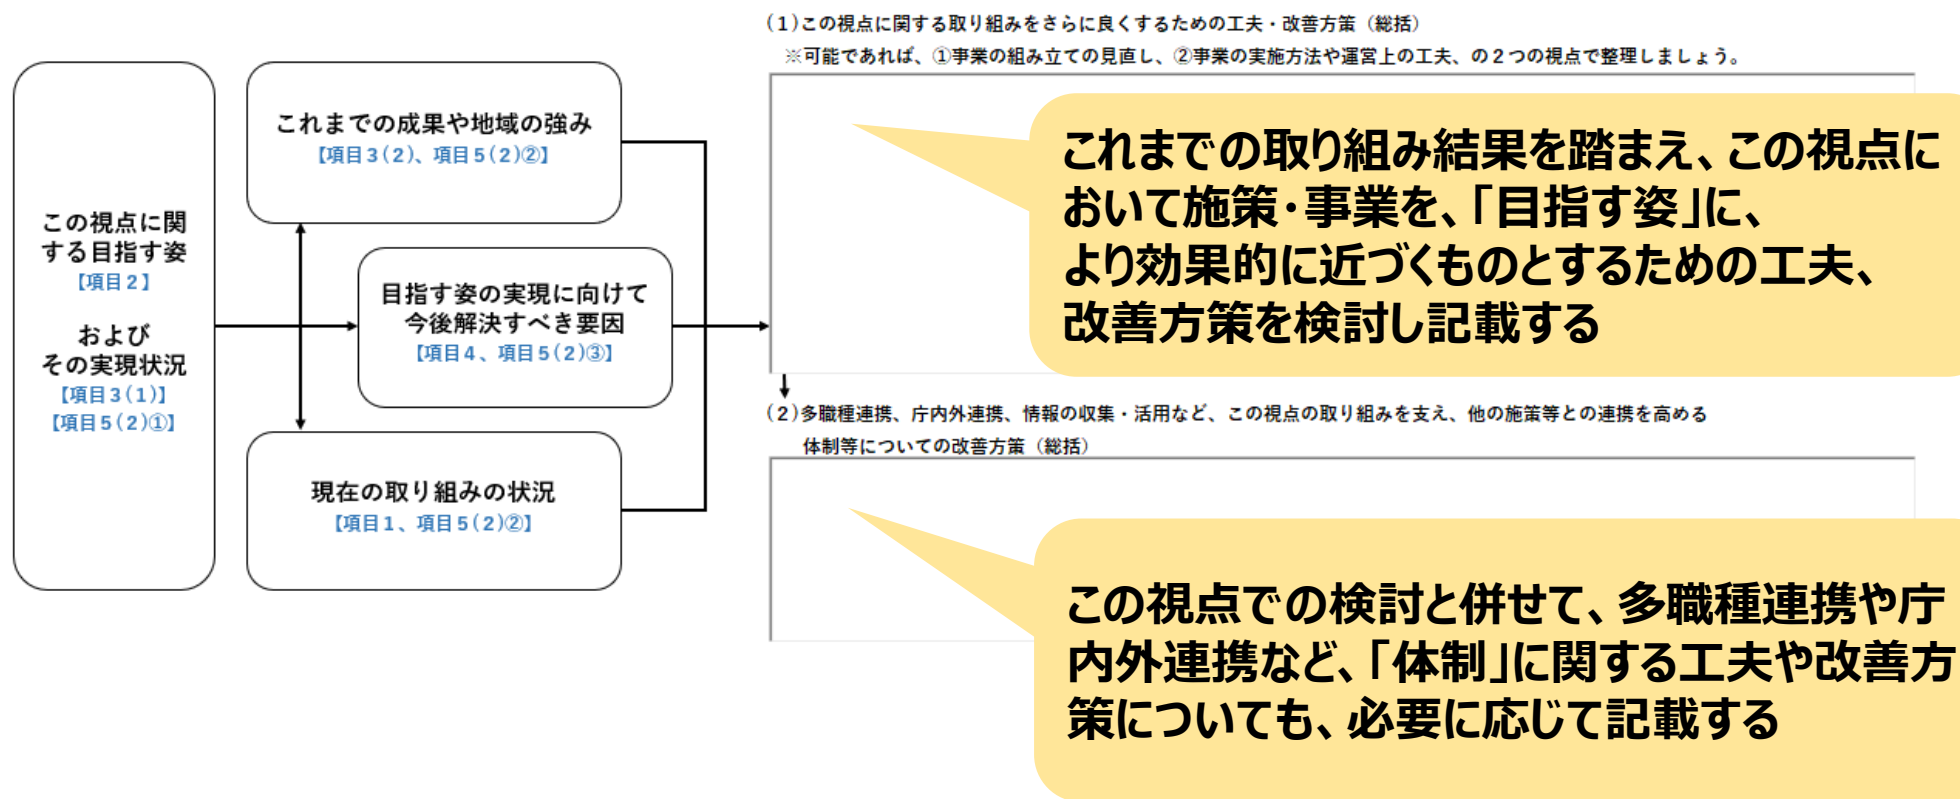 この視点に関
する目指す姿
【項目２】
および
その実現状況
【項目３(１)】
【項目５(２)①】
これまでの成果や地域の強み
【項目３(２)、項目５(２)②】
目指す姿の実現に向けて
今後解決すべき要因
【項目４、項目５(２)③】
現在の取り組みの状況
【項目１、項目５(２)②】
(１)この視点に関する取り組みをさらに良くするための工夫・改善方策（総括）
※可能であれば、①事業の組み立ての見直し、②事業の実施方法や運営上の工夫、の２つの視点で整理しましょう。
これまでの取り組み結果を踏まえ、この視点に
おいて施策・事業を、「目指す姿」に、
より効果的に近づくものとするための工夫、
改善方策を検討し記載する
(２)多職種連携、庁内外連携、情報の収集・活用など、この視点の取り組みを支え、他の施策等との連携を高める
体制等についての改善方策（総括）
この視点での検討と併せて、多職種連携や庁
内外連携など、「体制」に関する工夫や改善方
策についても、必要に応じて記載する